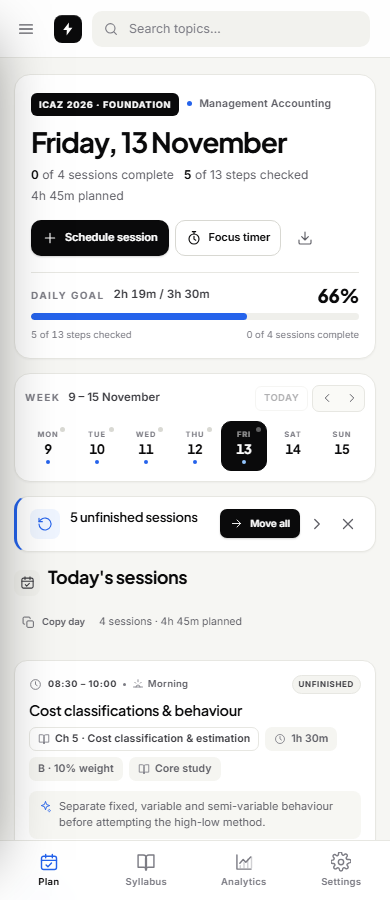 Search topics...
ICAZ 2026 · FOUNDATION • Management Accounting
Friday, 13 November
0 of 4 sessions complete 5 of 13 steps checked
4h 45m planned
Schedule session Focus timer
DAILY GOAL 2h 19m / 3h 30m 66%
5 of 13 steps checked 0 of 4 sessions complete
WEEK 9 – 15 November TODAY
MON TUE WED THU FRI SAT SUN
9 10 11 12 13 14 15
5 unfinished sessions Move all
Today's sessions
Copy day 4 sessions · 4h 45m planned
08:30 – 10:00 • Morning UNFINISHED
Cost classifications & behaviour
Ch 5 · Cost classification & estimation 1h 30m
B · 10% weight Core study
Separate fixed, variable and semi-variable behaviour
before attempting the high-low method.
Plan Syllabus Analytics Settings